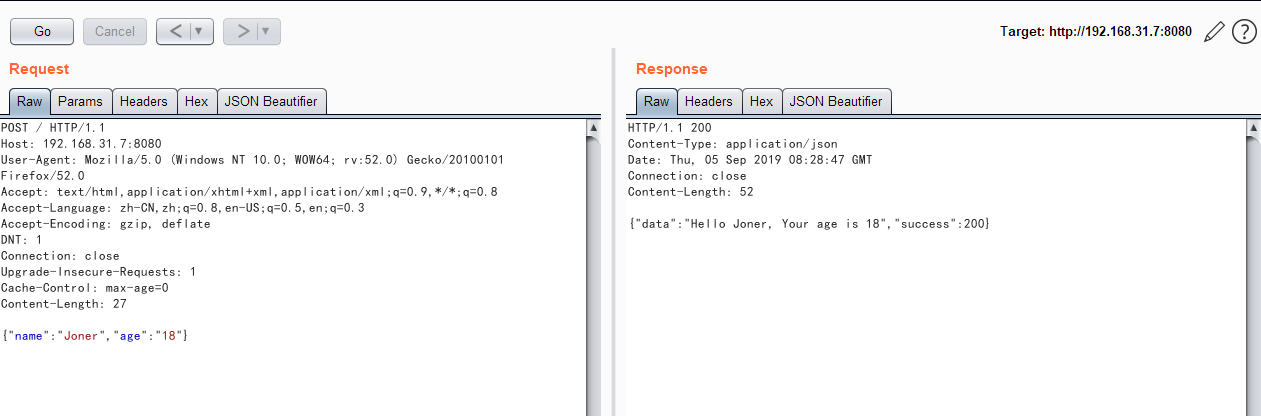 Go
Cancel
<
>
Target: http://192.168.31.7:8080
?
Request
Raw
Params
Headers
Hex
JSON Beautifier
POST / HTTP/1.1
Host: 192.168.31.7:8080
User-Agent: Mozilla/5.0 (Windows NT 10.0; WOW64; rv:52.0) Gecko/20100101
Firefox/52.0
Accept: text/html,application/xhtml+xml,application/xml;q=0.9,*/*;q=0.8
Accept-Language: zh-CN,zh;q=0.8,en-US;q=0.5,en;q=0.3
Accept-Encoding: gzip, deflate
DNT: 1
Connection: close
Upgrade-Insecure-Requests: 1
Cache-Control: max-age=0
Content-Length: 27
{"name":"Joner","age":"18"}
Response
Raw
Headers
Hex
JSON Beautifier
HTTP/1.1 200
Content-Type: application/json
Date: Thu, 05 Sep 2019 08:28:47 GMT
Connection: close
Content-Length: 52
{"data":"Hello Joner, Your age is 18","success":200}